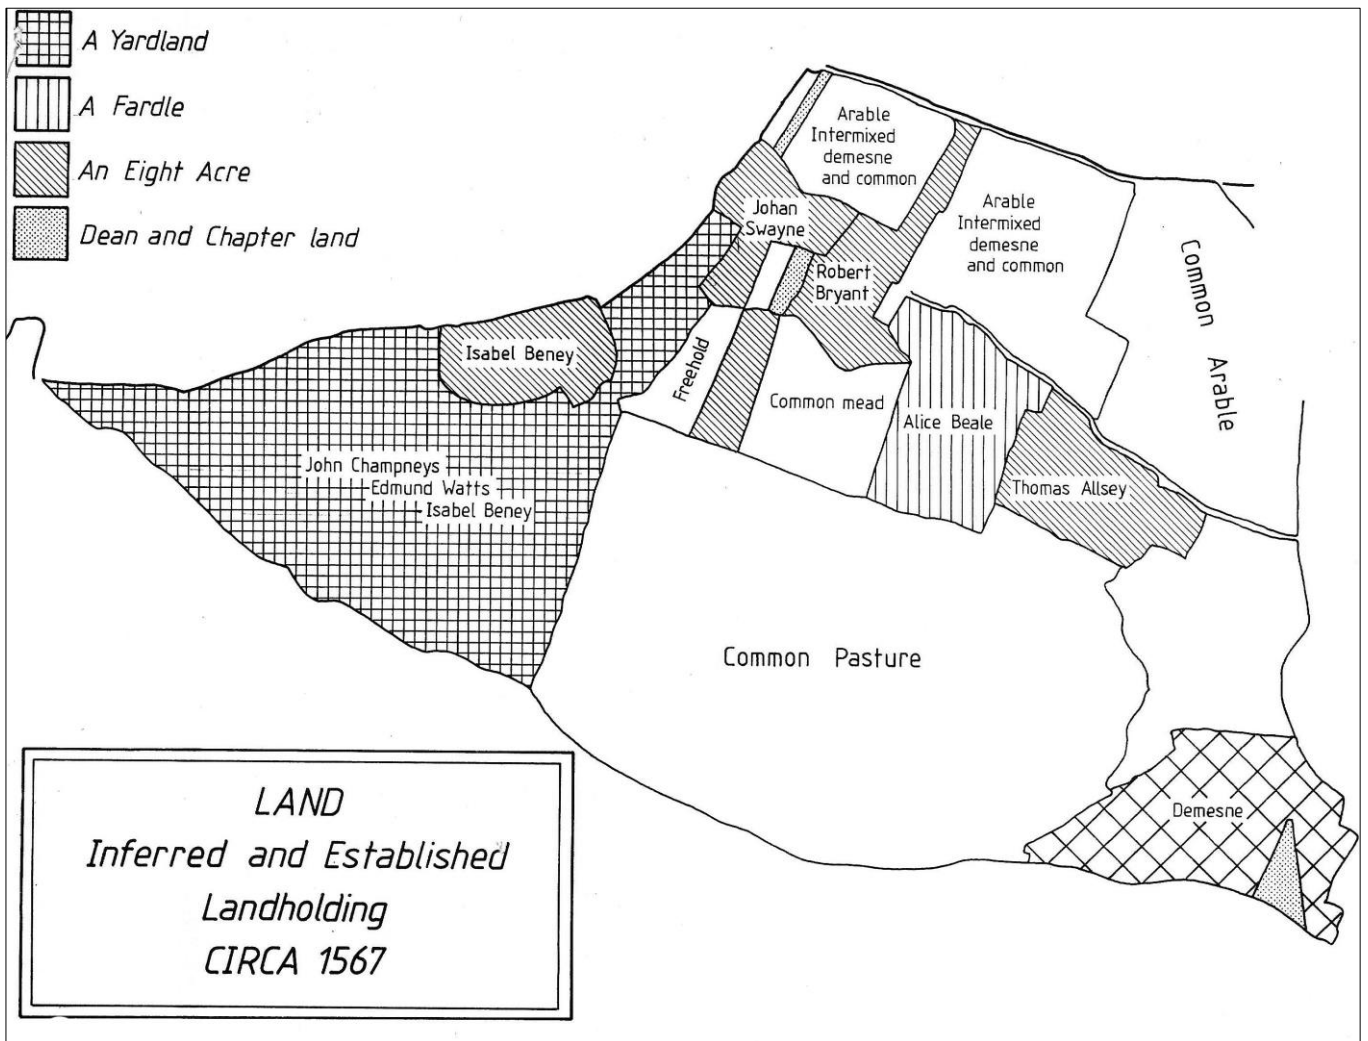 A Yardland
A Fardle
An Eight Acre
Dean and Chapter land
Arable
Intermixed
demesne
and common
Arable
Intermixed
demesne
and common
Common Arable
Johan
Swayne
Robert
Bryant
Isabel Beney
Freehold
Common mead
Alice Beale
Thomas Allsey
John Champneys
Edmund Watts
Isabel Beney
Common Pasture
Demesne
LAND
Inferred and Established
Landholding
CIRCA 1567